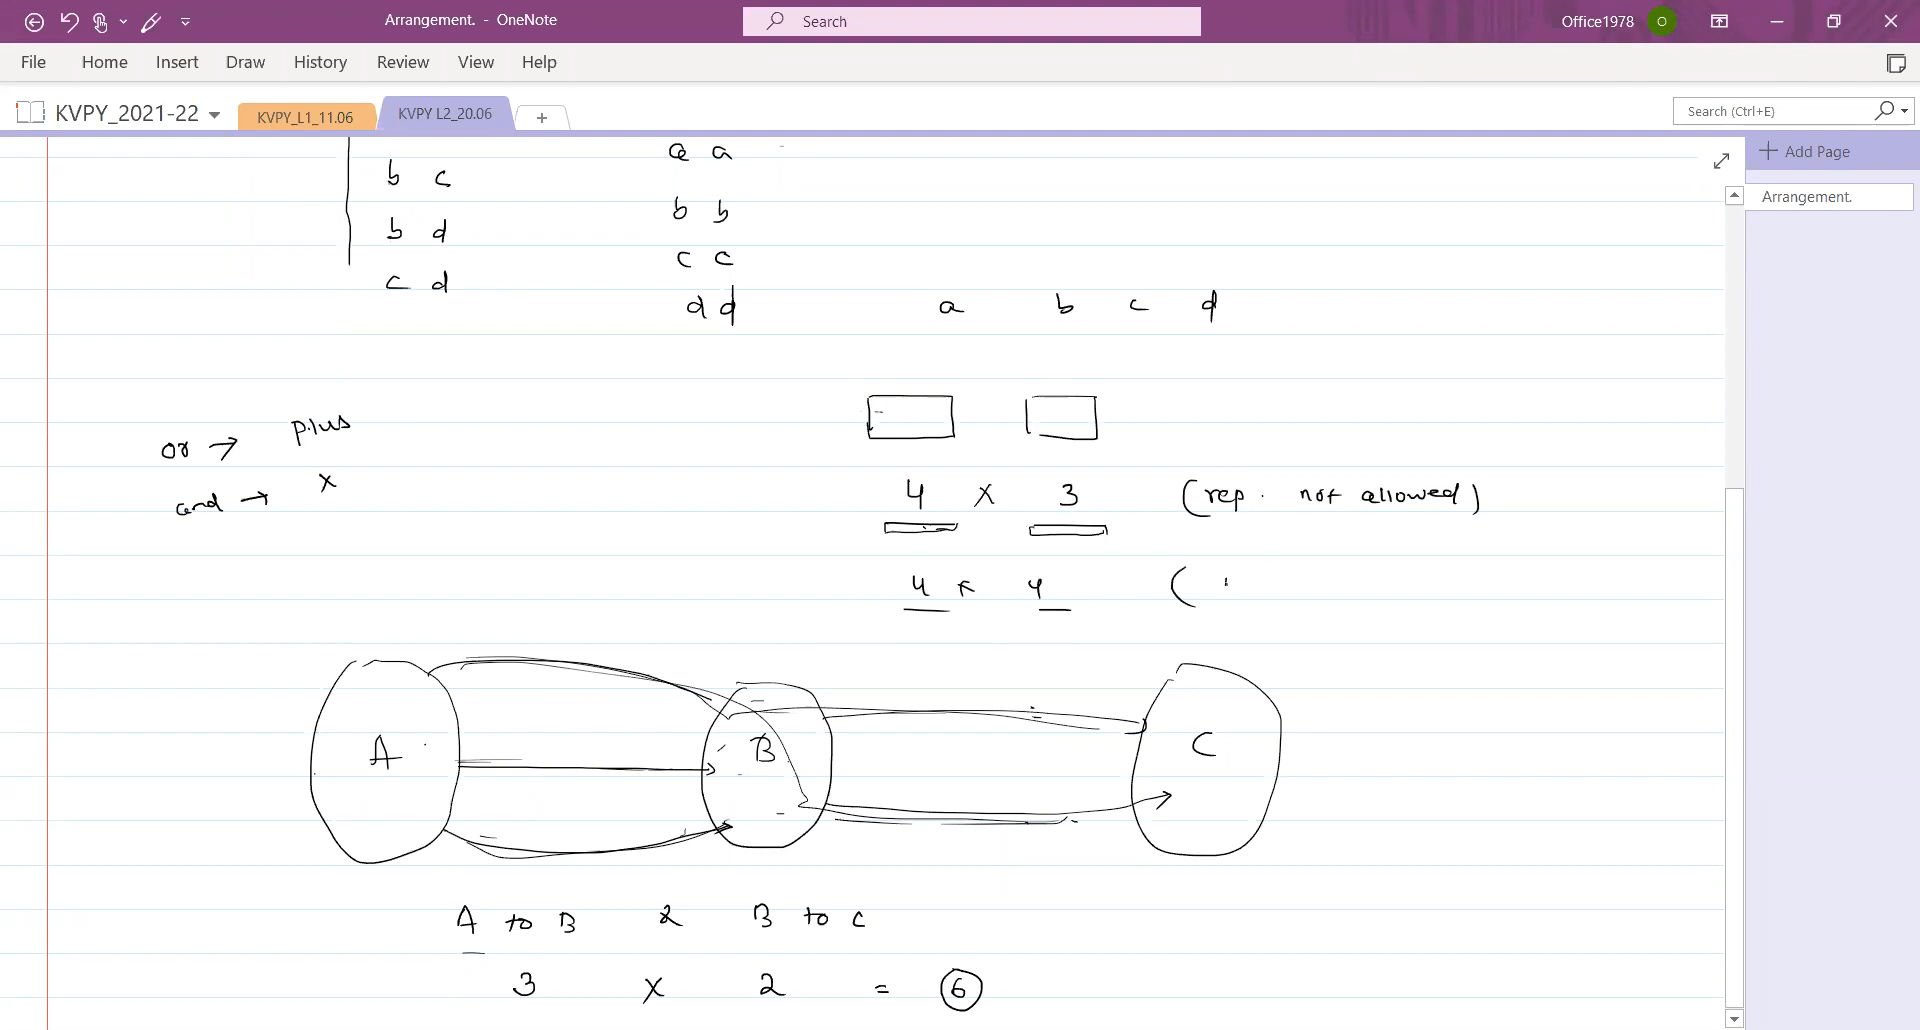 Arrangement. - OneNote
Search
Office1978
O
File Home Insert Draw History Review View Help
KVPY_2021-22
KVPY_L1_11.06
KVPY L2_20.06
+
Search (Ctrl+E)
+ Add Page
Arrangement.
a a
b c
b b
b d
c c
c d
d d
a b c d
or → plus
and → x
4 x 3 (rep. not allowed)
4 x 4 (
A B C
A to B & B to C
3 x 2 = 6